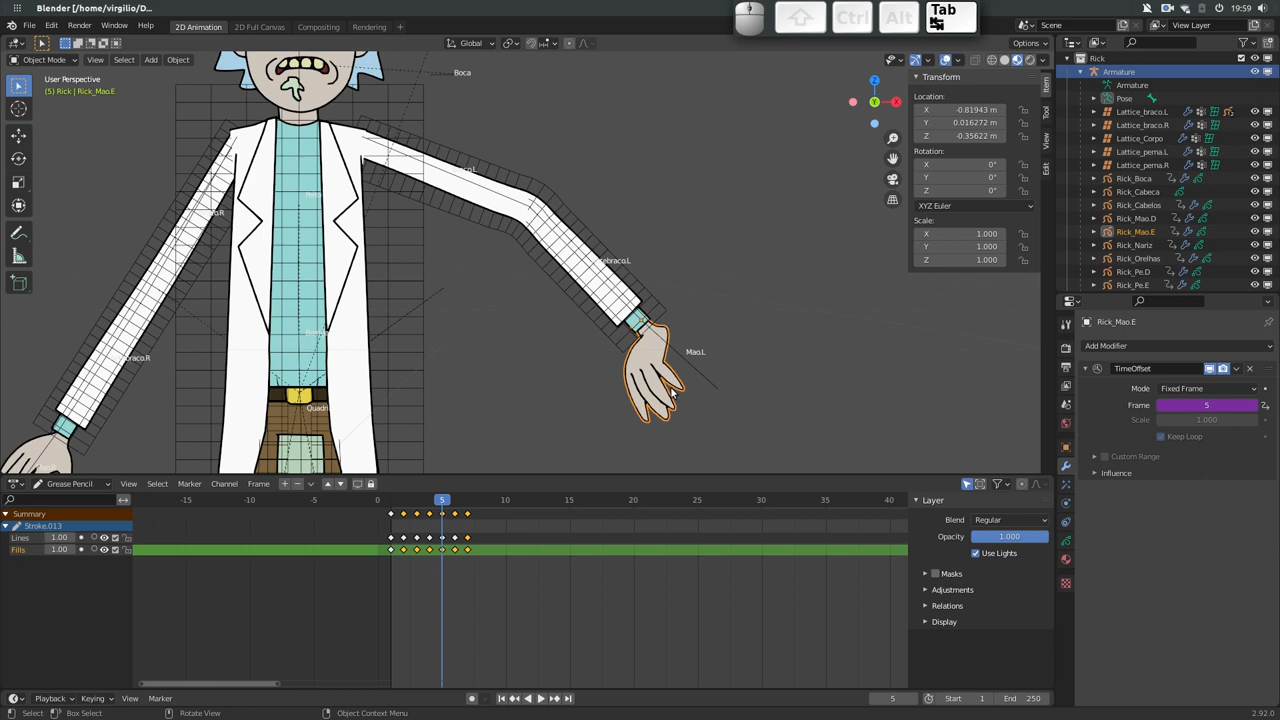 Blender [/home/virgilio/D...
Ctrl
Alt
Tab
19:59
File
Edit
Render
Window
Help
2D Animation
2D Full Canvas
Compositing
Rendering
Scene
View Layer
Global
Options
Object Mode
View
Select
Add
Object
User Perspective
(5) Rick | Rick_Mao.E
Boca
Mao.L
Y
X
Z
Transform
Location:
X -0.81943 m
Y 0.016272 m
Z -0.35622 m
Rotation:
X 0°
Y 0°
Z 0°
XYZ Euler
Scale:
X 1.000
Y 1.000
Z 1.000
Item
Tool
View
Edit
Rick
Armature
Armature
Pose
Lattice_braco.L
Lattice_braco.R
Lattice_Corpo
Lattice_perna.L
Lattice_perna.R
Rick_Boca
Rick_Cabeca
Rick_Cabelos
Rick_Mao.D
Rick_Mao.E
Rick_Nariz
Rick_Orelhas
Rick_Pe.D
Rick_Pe.E
Rick_Mao.E
Add Modifier
TimeOffset
Mode Fixed Frame
Frame 5
Scale 1.000
Keep Loop
Custom Range
Influence
Grease Pencil
View
Select
Marker
Channel
Frame
-15 -10 -5 0 5 10 15 20 25 30 35 40
Summary
Stroke.013
Lines 1.00
Fills 1.00
Layer
Blend Regular
Opacity 1.000
Use Lights
Masks
Adjustments
Relations
Display
Playback
Keying
View
Marker
5
Start 1
End 250
Select
Box Select
Rotate View
Object Context Menu
2.92.0